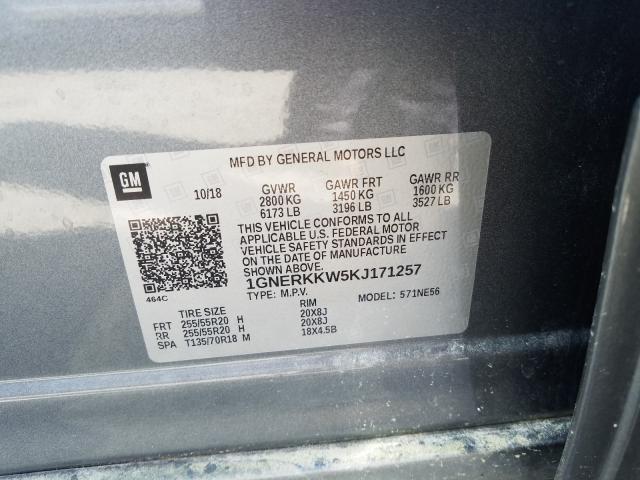 MFD BY GENERAL MOTORS LLC
GM
10/18
GVWR GAWR FRT GAWR RR
2800 KG 1450 KG 1600 KG
6173 LB 3196 LB 3527 LB
THIS VEHICLE CONFORMS TO ALL
APPLICABLE U.S. FEDERAL MOTOR
VEHICLE SAFETY STANDARDS IN EFFECT
ON THE DATE OF MANUFACTURE
SHOWN ABOVE.
1GNERKKW5KJ171257
464C
TYPE: M.P.V. MODEL: 571NE56
TIRE SIZE RIM
FRT 255/55R20 H 20X8J
RR 255/55R20 H 20X8J
SPA T135/70R18 M 18X4.5B